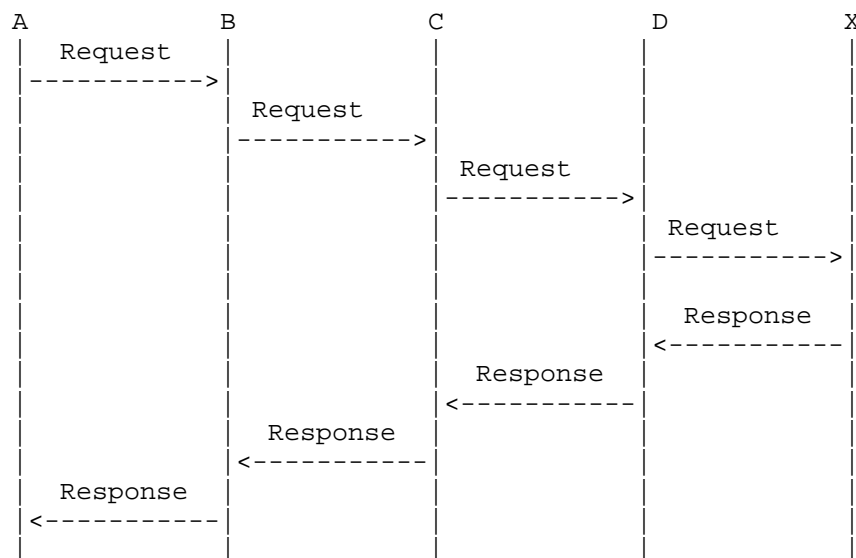 A B C D X
Request
Request
Request
Request
Response
Response
Response
Response